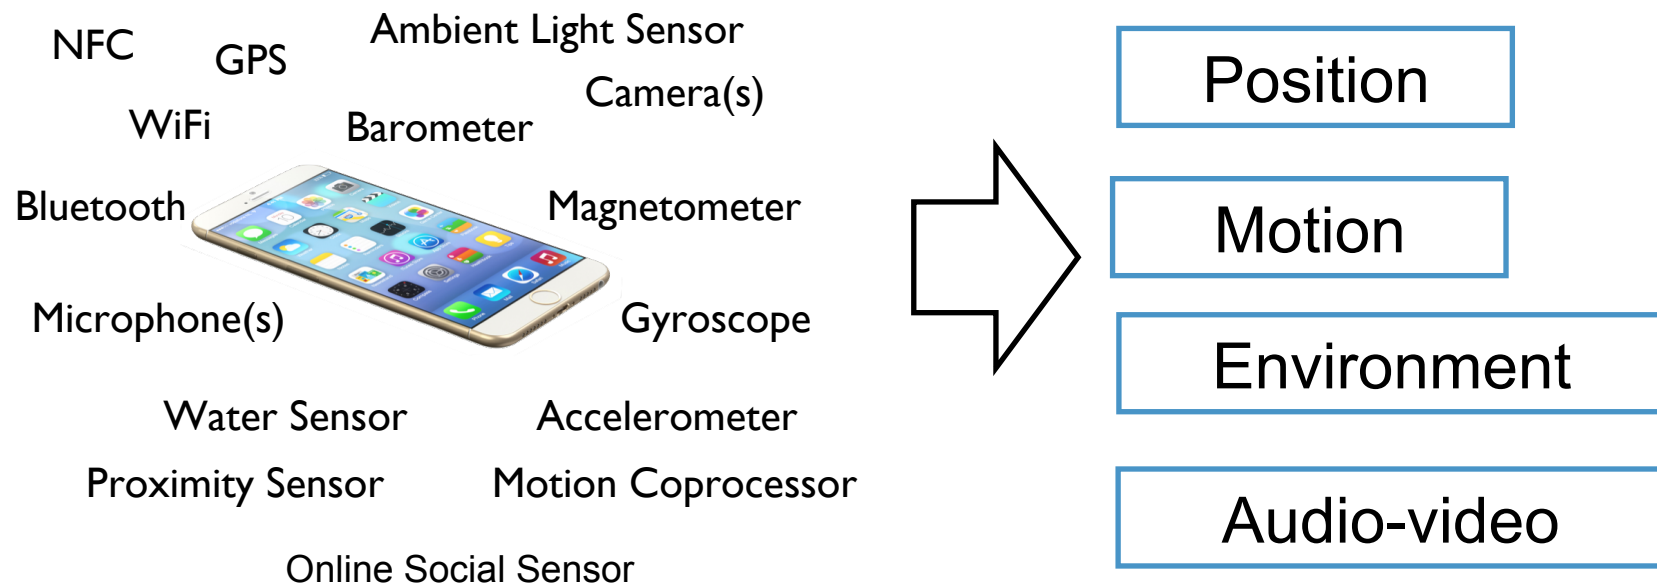 NFC
GPS
Ambient Light Sensor
Camera(s)
WiFi
Barometer
Bluetooth
Magnetometer
Microphone(s)
Gyroscope
Water Sensor
Accelerometer
Proximity Sensor
Motion Coprocessor
Online Social Sensor
Position
Motion
Environment
Audio-video